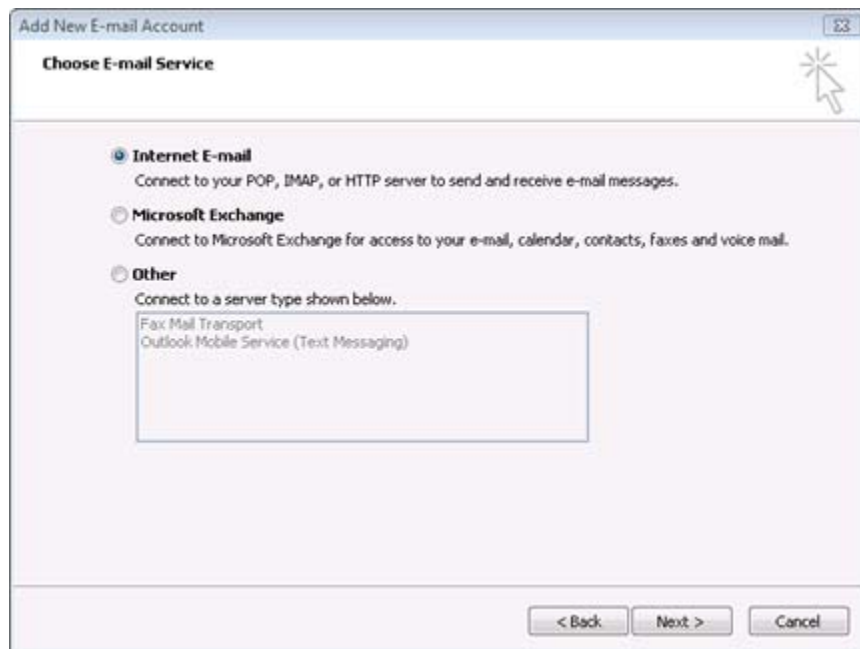 Add New E-mail Account
Choose E-mail Service
Internet E-mail
Connect to your POP, IMAP, or HTTP server to send and receive e-mail messages.
Microsoft Exchange
Connect to Microsoft Exchange for access to your e-mail, calendar, contacts, faxes and voice mail.
Other
Connect to a server type shown below.
Fax Mail Transport
Outlook Mobile Service (Text Messaging)
< Back Next > Cancel